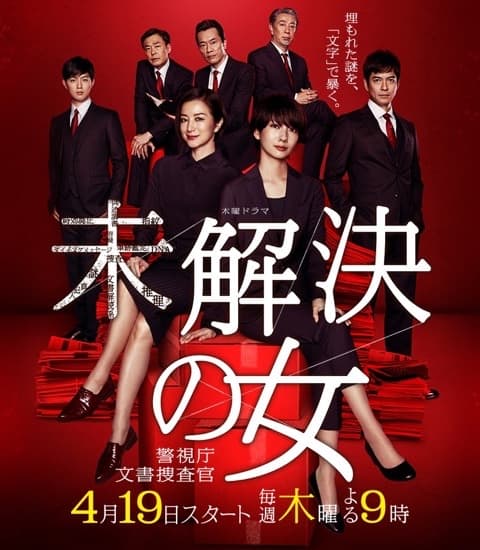 埋もれた謎を、
「文字」で暴く。
木曜ドラマ
未解決
の女
警視庁
文書捜査官
4月19日スタート 毎週木曜よる9時